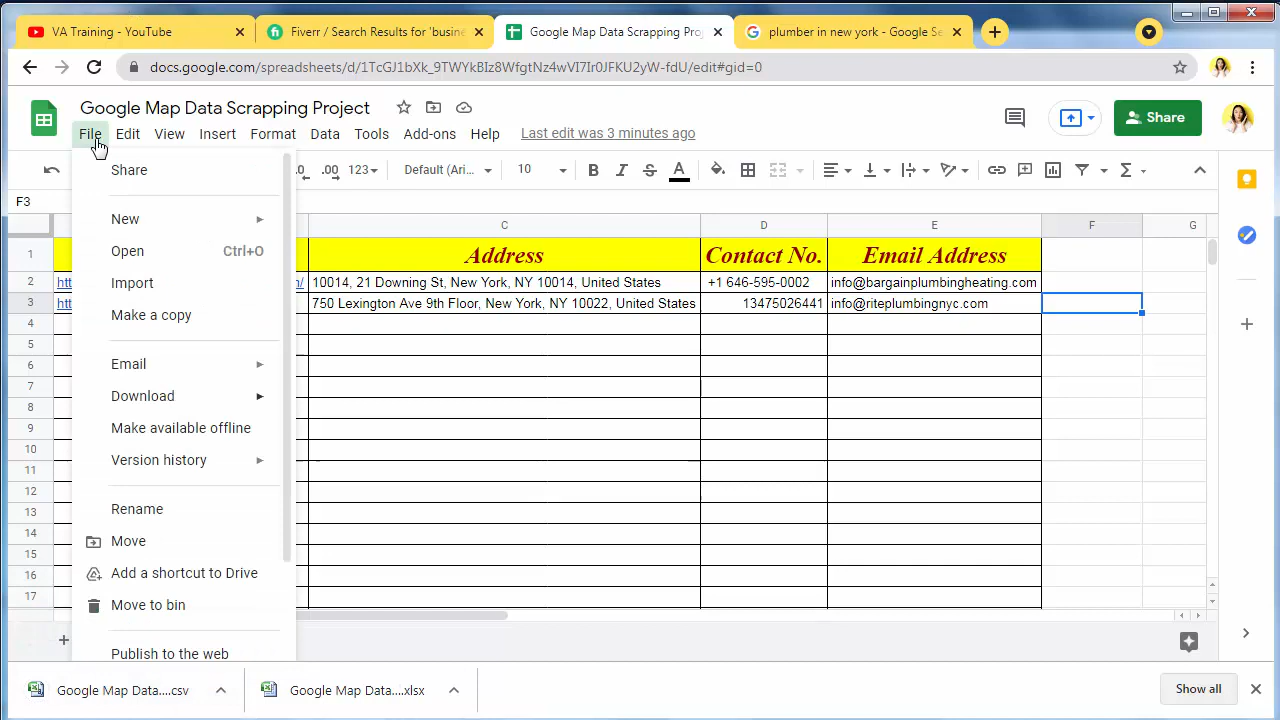 VA Training - YouTube
Fiverr / Search Results for 'busine
Google Map Data Scrapping Proj
plumber in new york - Google Se
docs.google.com/spreadsheets/d/1TcGJ1bXk_9TWYkBIz8WfgtNz4wVI7Ir0JFKU2yW-fdU/edit#gid=0
Google Map Data Scrapping Project
File Edit View Insert Format Data Tools Add-ons Help Last edit was 3 minutes ago
Share
.0 .00 123 Default (Ari... 10 B I S A Σ
F3
C D E F G
1 Address Contact No. Email Address
2 htt / 10014, 21 Downing St, New York, NY 10014, United States +1 646-595-0002 info@bargainplumbingheating.com
3 htt 750 Lexington Ave 9th Floor, New York, NY 10022, United States 13475026441 info@riteplumbingnyc.com
4
5
6
7
8
9
10
11
12
13
14
15
16
17
Share
New
Open Ctrl+O
Import
Make a copy
Email
Download
Make available offline
Version history
Rename
Move
Add a shortcut to Drive
Move to bin
Publish to the web
Google Map Data....csv
Google Map Data....xlsx
Show all